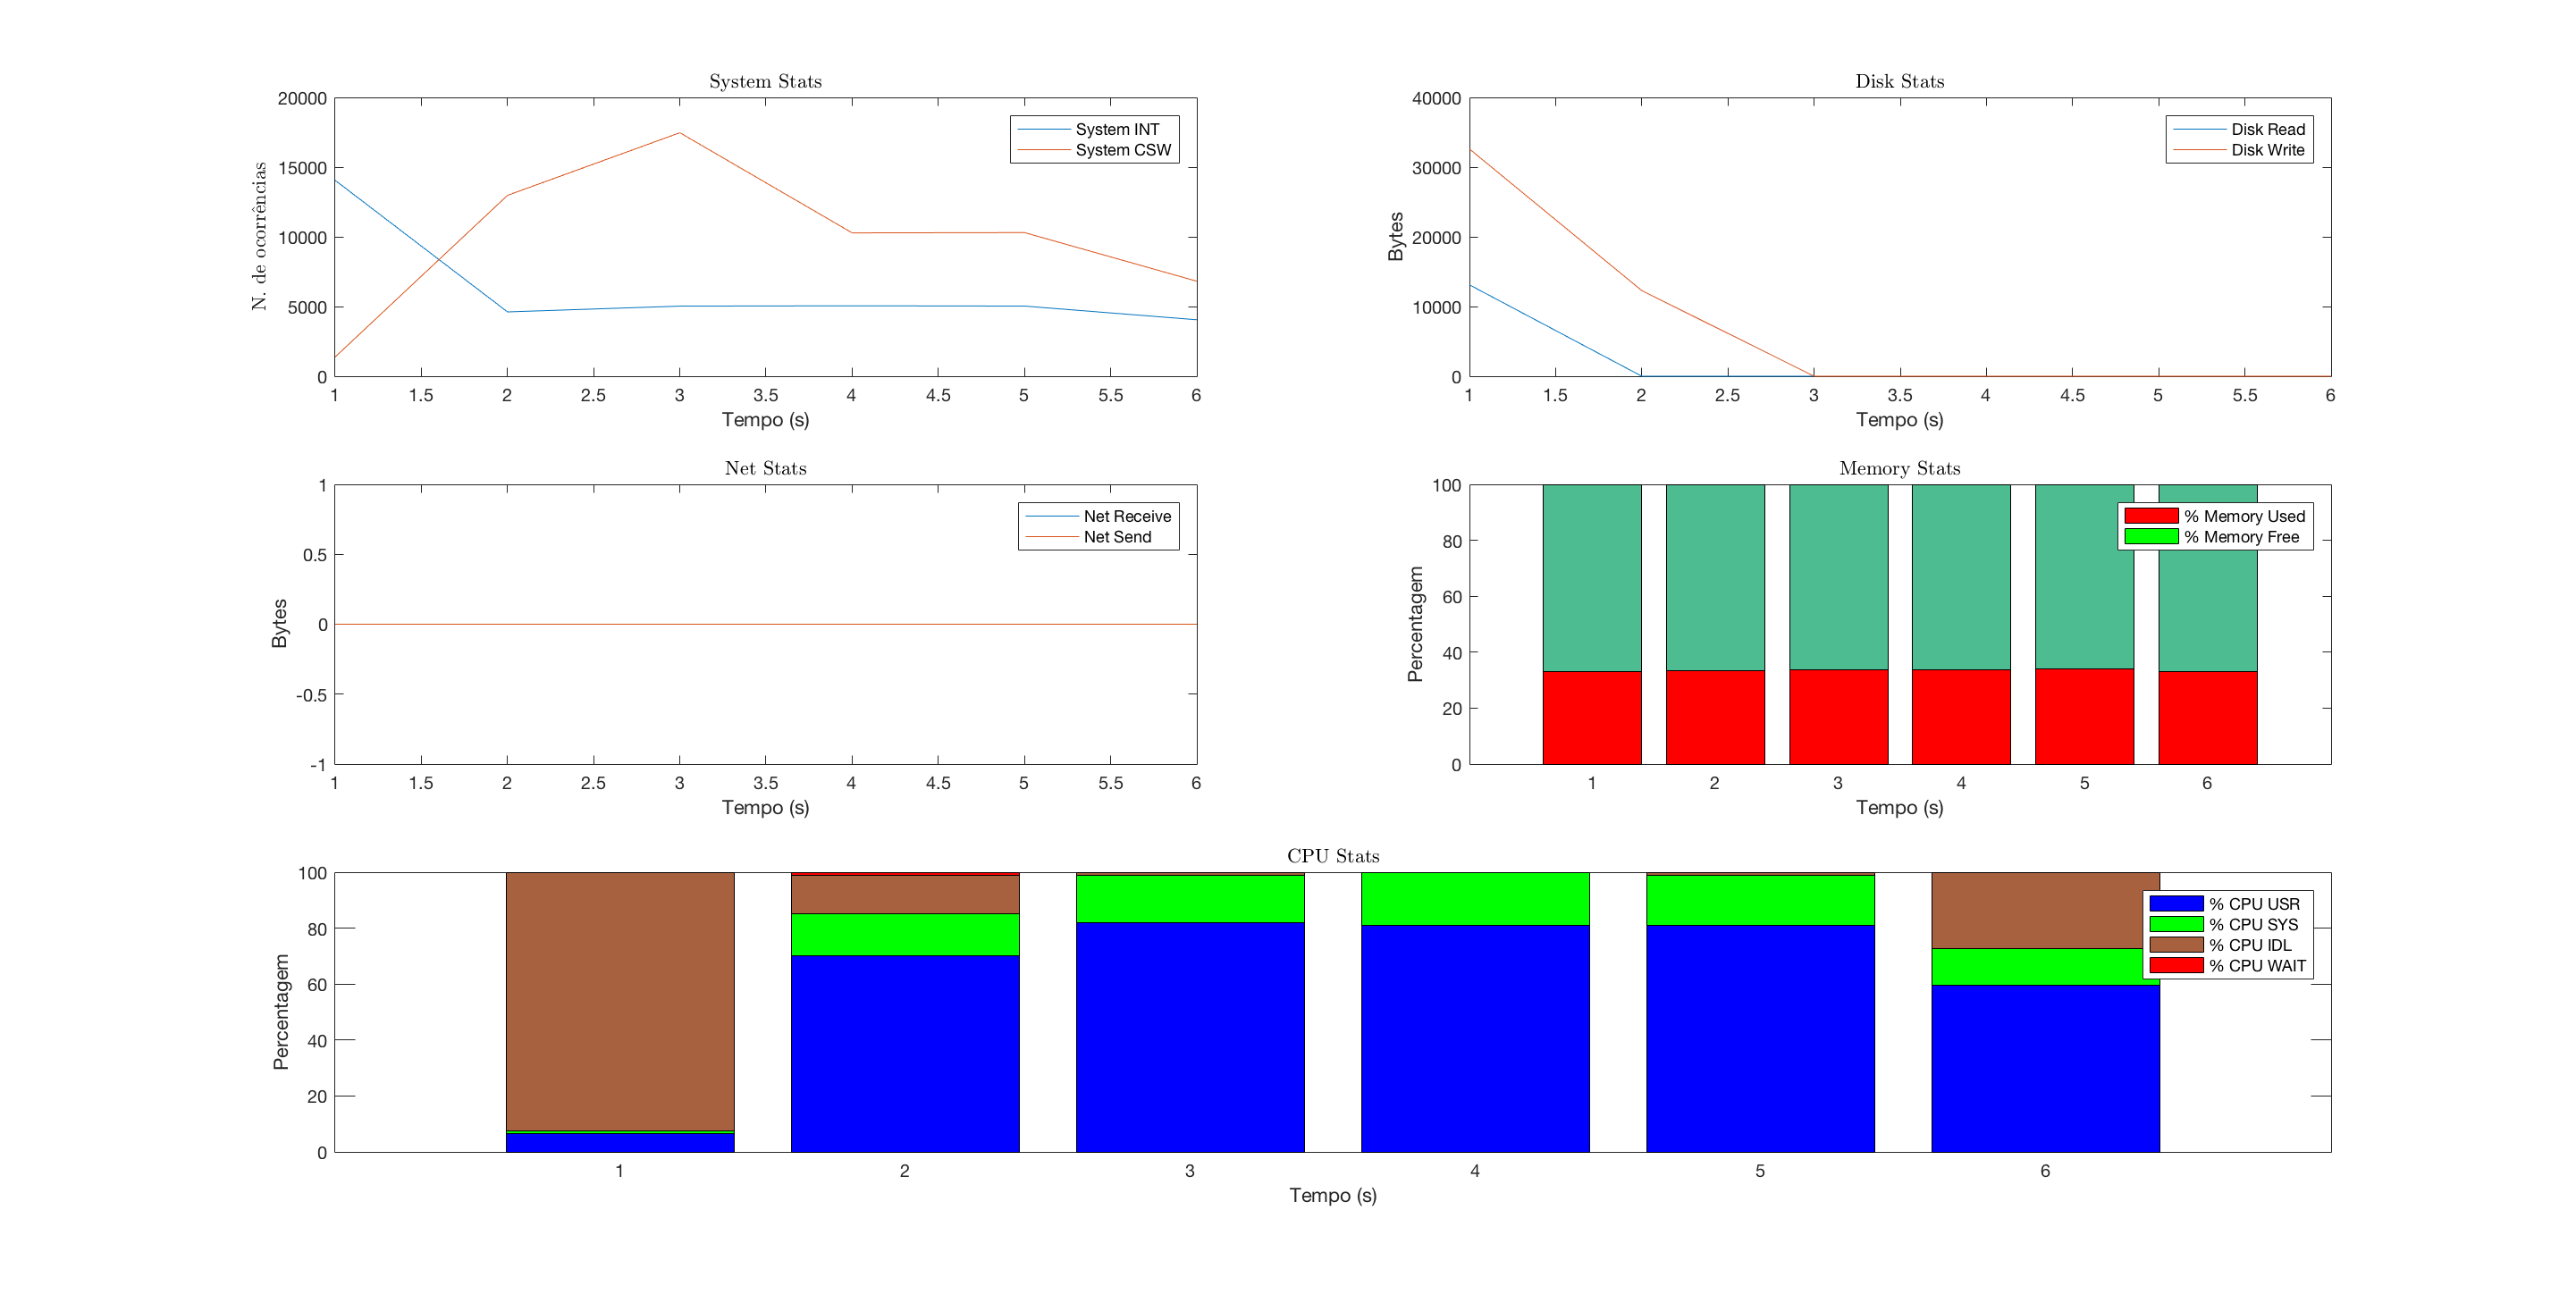 System Stats
20000
15000
10000
5000
0
N. de ocorrências
System INT
System CSW
1 1.5 2 2.5 3 3.5 4 4.5 5 5.5 6
Tempo (s)
Disk Stats
40000
30000
20000
10000
0
Bytes
Disk Read
Disk Write
1 1.5 2 2.5 3 3.5 4 4.5 5 5.5 6
Tempo (s)
Net Stats
1
0.5
0
-0.5
-1
Bytes
Net Receive
Net Send
1 1.5 2 2.5 3 3.5 4 4.5 5 5.5 6
Tempo (s)
Memory Stats
100
80
60
40
20
0
Percentagem
% Memory Used
% Memory Free
1 2 3 4 5 6
Tempo (s)
CPU Stats
100
80
60
40
20
0
Percentagem
% CPU USR
% CPU SYS
% CPU IDL
% CPU WAIT
1 2 3 4 5 6
Tempo (s)